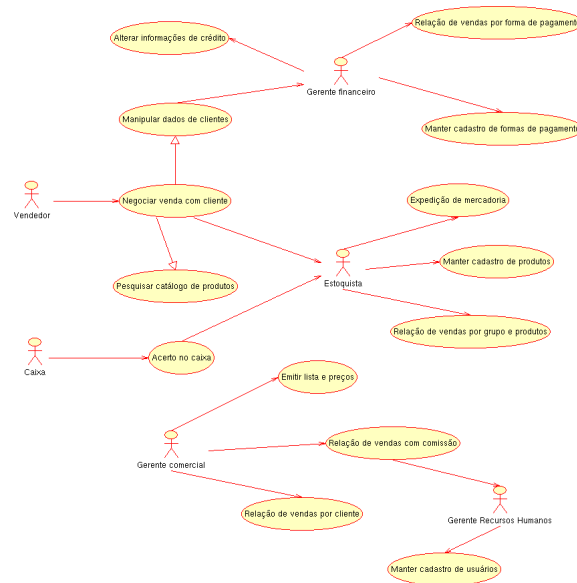 Relação de vendas por forma de pagamento
Alterar informações de crédito
Gerente financeiro
Manipular dados de clientes
Manter cadastro de formas de pagamento
Negociar venda com cliente
Expedição de mercadoria
Vendedor
Manter cadastro de produtos
Estoquista
Pesquisar catálogo de produtos
Relação de vendas por grupo e produtos
Acerto no caixa
Caixa
Emitir lista e preços
Relação de vendas com comissão
Gerente comercial
Relação de vendas por cliente
Gerente Recursos Humanos
Manter cadastro de usuários